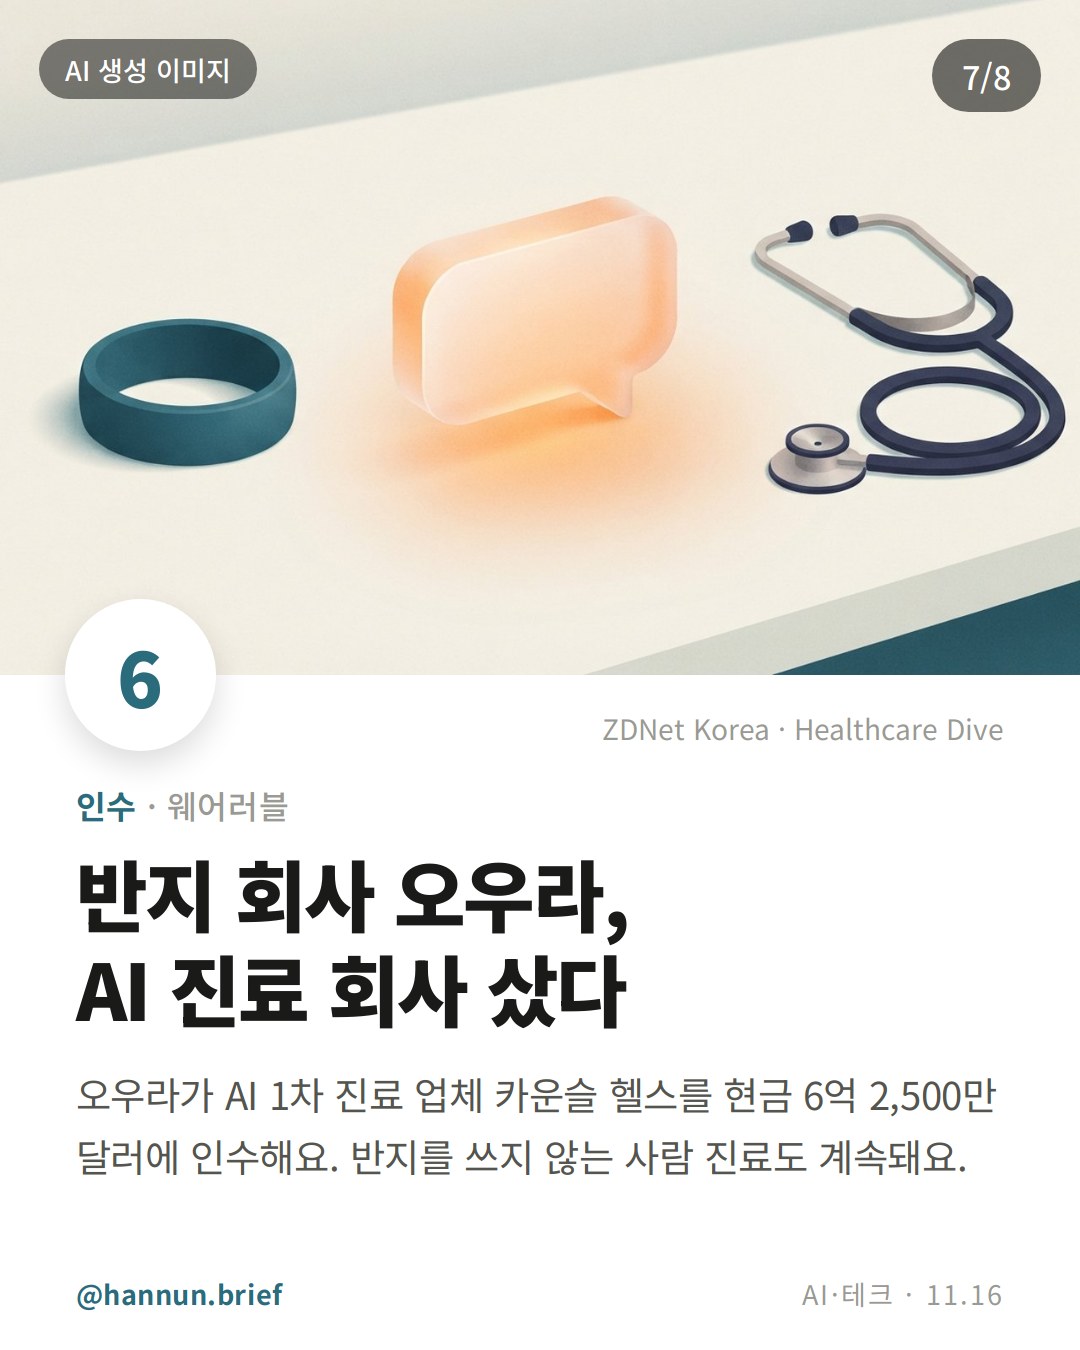 AI 생성 이미지
7/8
6
ZDNet Korea · Healthcare Dive
인수 · 웨어러블
반지 회사 오우라,
AI 진료 회사 샀다
오우라가 AI 1차 진료 업체 카운슬 헬스를 현금 6억 2,500만
달러에 인수해요. 반지를 쓰지 않는 사람 진료도 계속돼요.
@hannun.brief
AI·테크 · 11.16